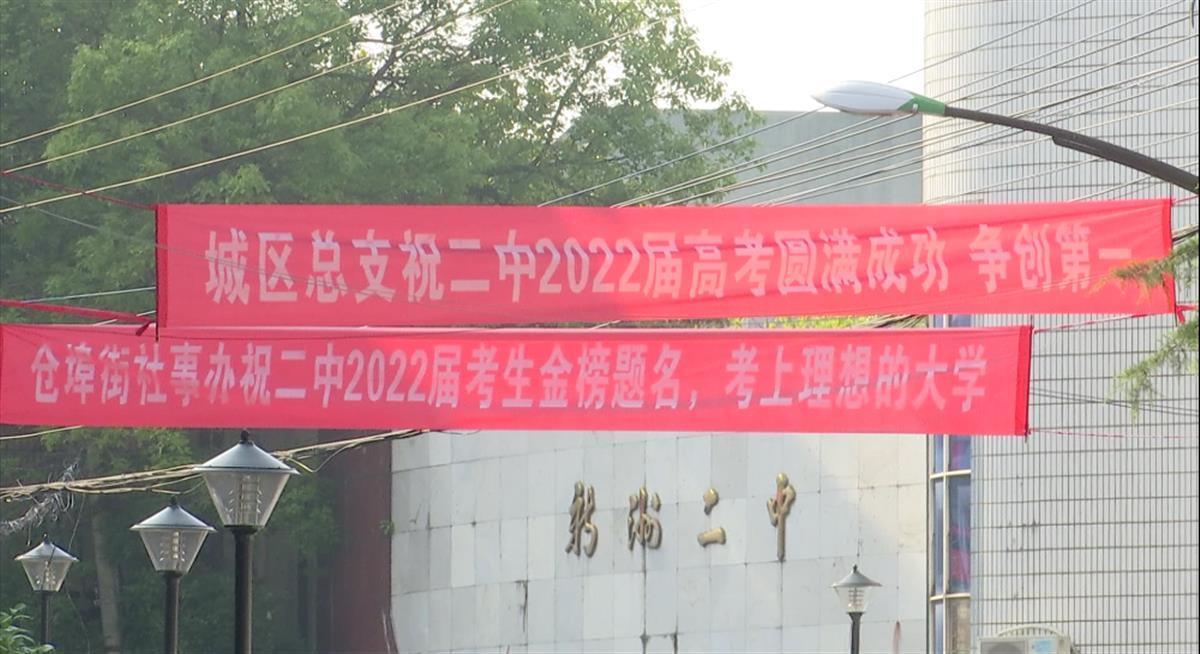 城区总支祝二中2022届高考圆满成功 争创第一
仓埠街社事办祝二中2022届考生金榜题名，考上理想的大学
新洲二中